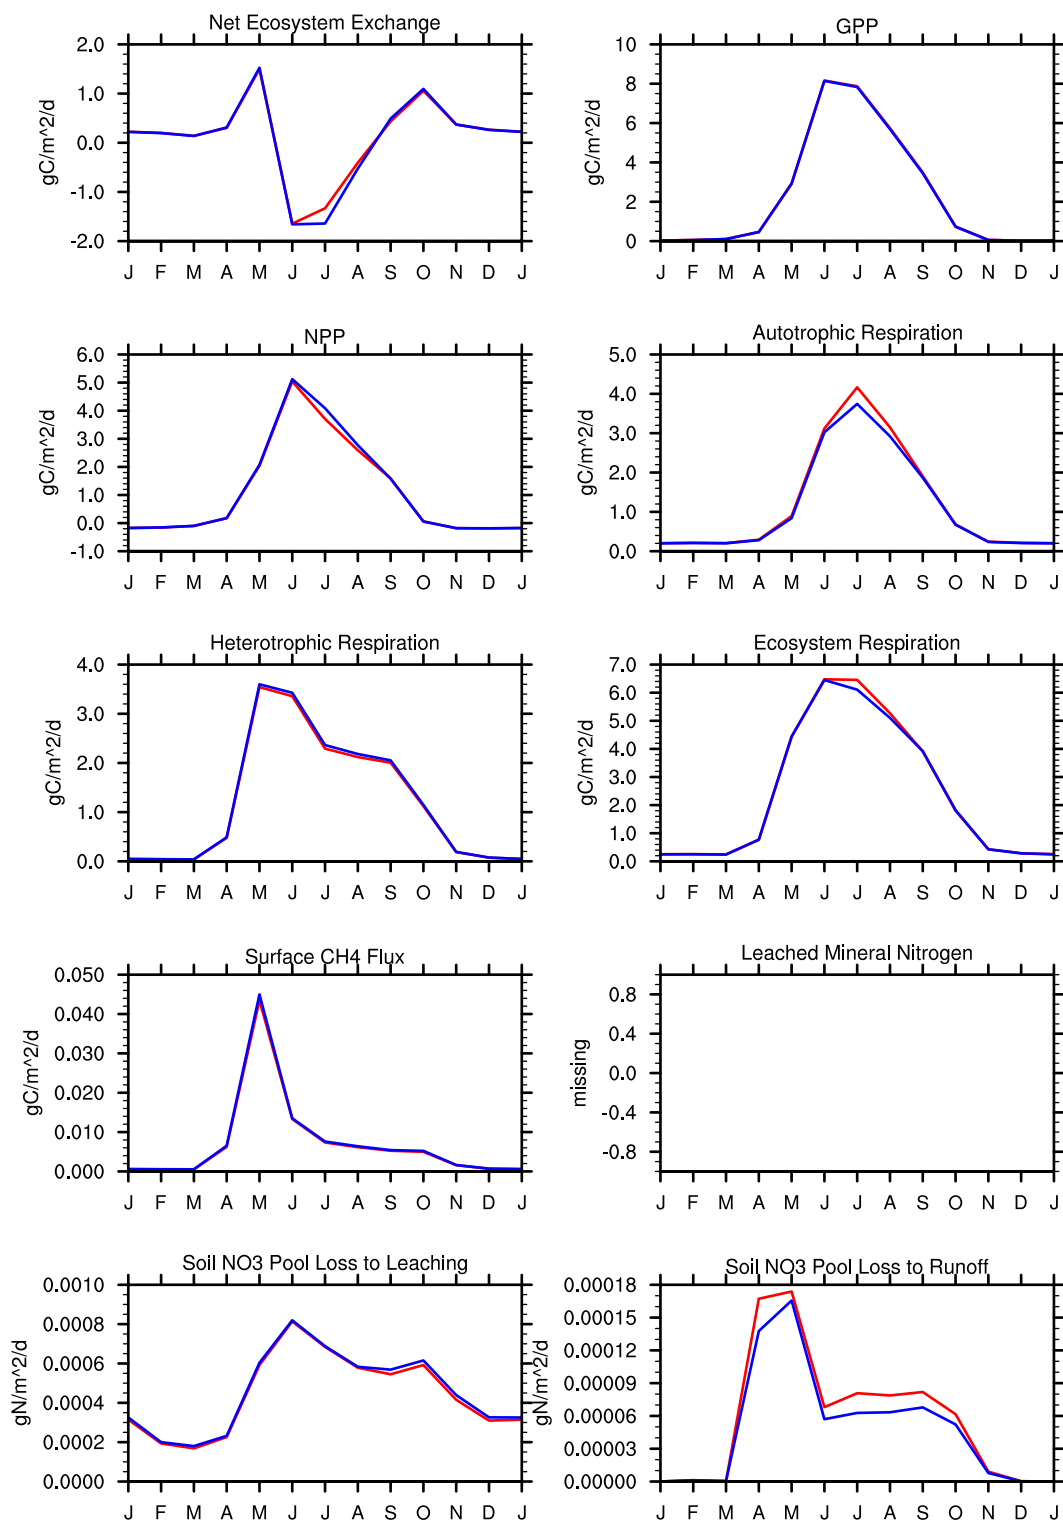 Net Ecosystem Exchange
2.0
1.0
0.0
-1.0
-2.0
gC/m^2/d
J F M A M J J A S O N D J
GPP
10
8
6
4
2
0
gC/m^2/d
J F M A M J J A S O N D J
NPP
6.0
5.0
4.0
3.0
2.0
1.0
0.0
-1.0
gC/m^2/d
J F M A M J J A S O N D J
Autotrophic Respiration
5.0
4.0
3.0
2.0
1.0
0.0
gC/m^2/d
J F M A M J J A S O N D J
Heterotrophic Respiration
4.0
3.0
2.0
1.0
0.0
gC/m^2/d
J F M A M J J A S O N D J
Ecosystem Respiration
7.0
6.0
5.0
4.0
3.0
2.0
1.0
0.0
gC/m^2/d
J F M A M J J A S O N D J
Surface CH4 Flux
0.050
0.040
0.030
0.020
0.010
0.000
gC/m^2/d
J F M A M J J A S O N D J
Leached Mineral Nitrogen
0.8
0.4
0.0
-0.4
-0.8
missing
J F M A M J J A S O N D J
Soil NO3 Pool Loss to Leaching
0.0010
0.0008
0.0006
0.0004
0.0002
0.0000
gN/m^2/d
J F M A M J J A S O N D J
Soil NO3 Pool Loss to Runoff
0.00018
0.00015
0.00012
0.00009
0.00006
0.00003
0.00000
gN/m^2/d
J F M A M J J A S O N D J